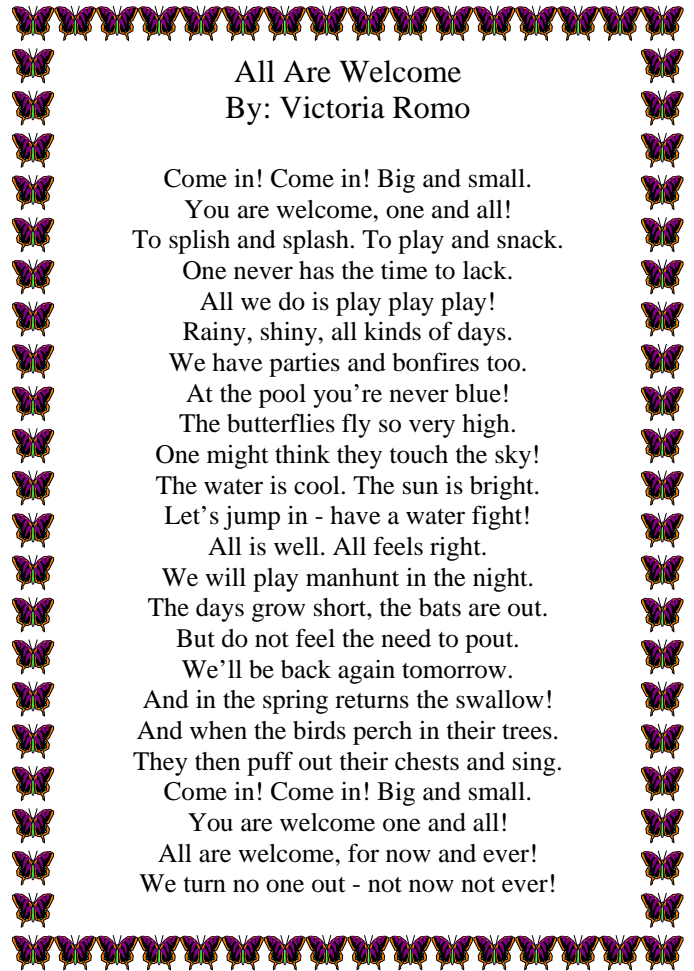 All Are Welcome
By: Victoria Romo
Come in! Come in! Big and small.
You are welcome, one and all!
To splish and splash. To play and snack.
One never has the time to lack.
All we do is play play play!
Rainy, shiny, all kinds of days.
We have parties and bonfires too.
At the pool you’re never blue!
The butterflies fly so very high.
One might think they touch the sky!
The water is cool. The sun is bright.
Let’s jump in - have a water fight!
All is well. All feels right.
We will play manhunt in the night.
The days grow short, the bats are out.
But do not feel the need to pout.
We’ll be back again tomorrow.
And in the spring returns the swallow!
And when the birds perch in their trees.
They then puff out their chests and sing.
Come in! Come in! Big and small.
You are welcome one and all!
All are welcome, for now and ever!
We turn no one out - not now not ever!